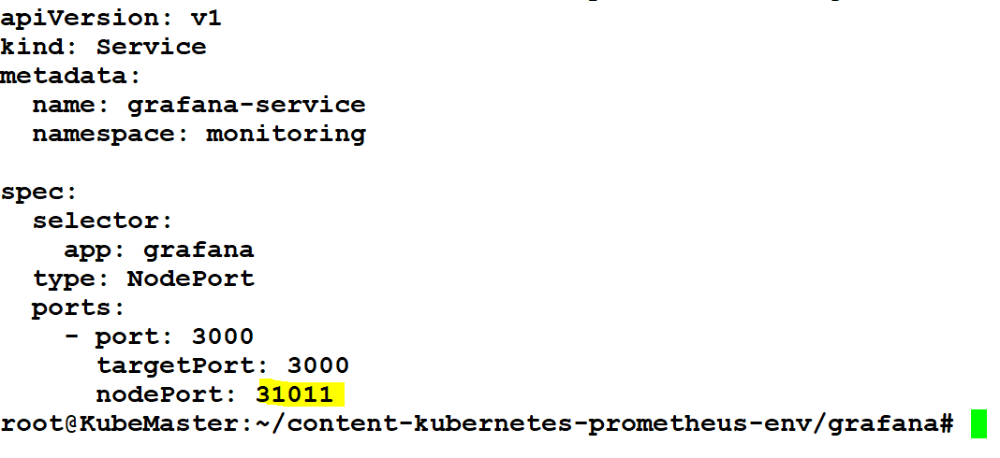 apiVersion: v1
kind: Service
metadata:
  name: grafana-service
  namespace: monitoring

spec:
  selector:
    app: grafana
  type: NodePort
  ports:
    - port: 3000
      targetPort: 3000
      nodePort: 31011
root@KubeMaster:~/content-kubernetes-prometheus-env/grafana#